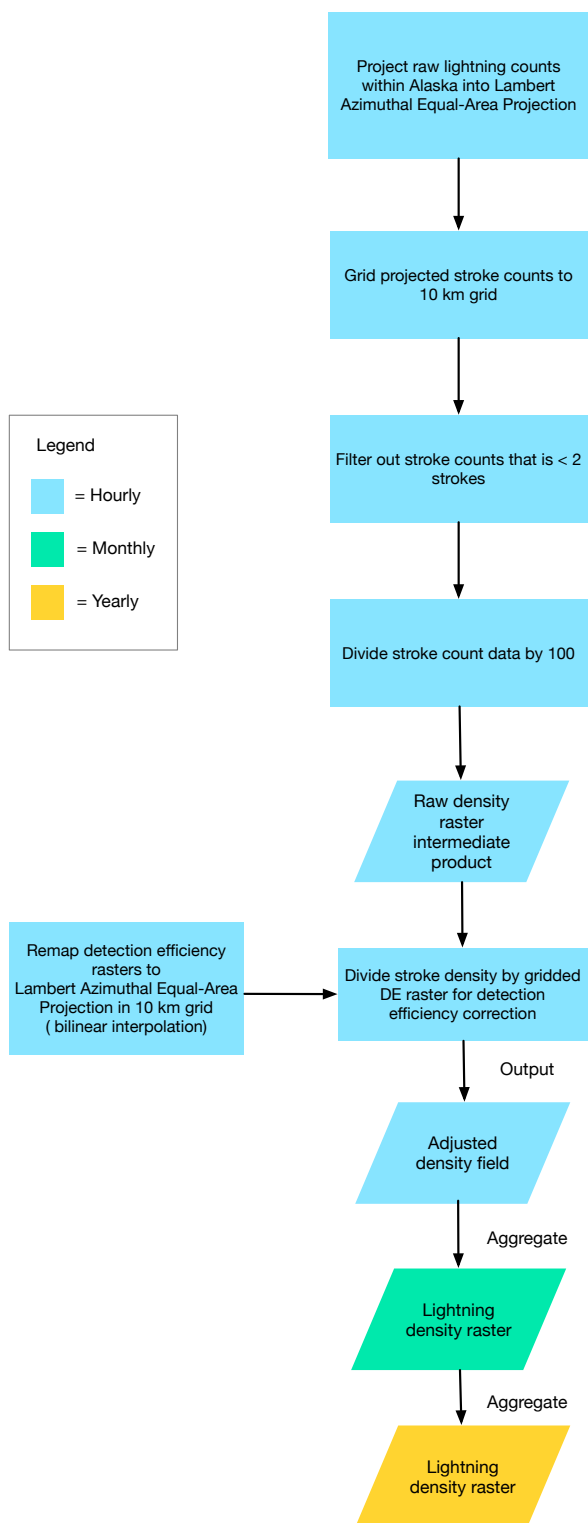 Project raw lightning counts
within Alaska into Lambert
Azimuthal Equal-Area Projection
Grid projected stroke counts to
10 km grid
Legend
= Hourly
= Monthly
= Yearly
Filter out stroke counts that is < 2
strokes
Divide stroke count data by 100
Raw density
raster
intermediate
product
Remap detection efficiency
rasters to
Lambert Azimuthal Equal-Area
Projection in 10 km grid
( bilinear interpolation)
Divide stroke density by gridded
DE raster for detection
efficiency correction
Output
Adjusted
density field
Aggregate
Lightning
density raster
Aggregate
Lightning
density raster